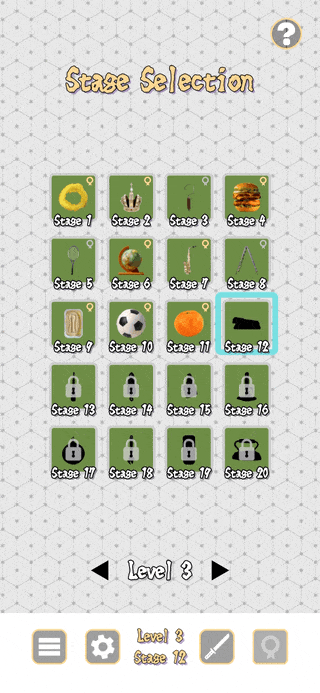 ?
Stage Selection
Stage 1
Stage 2
Stage 3
Stage 4
Stage 5
Stage 6
Stage 7
Stage 8
Stage 9
Stage 10
Stage 11
Stage 12
Stage 13
Stage 14
Stage 15
Stage 16
Stage 17
Stage 18
Stage 19
Stage 20
Level 3
Level 3
Stage 12